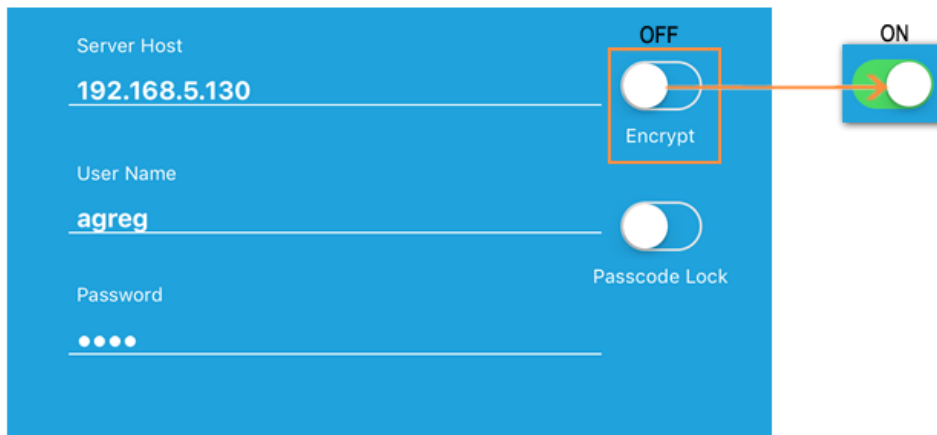 Server Host
OFF
ON
192.168.5.130
Encrypt
User Name
agreg
Passcode Lock
Password
••••